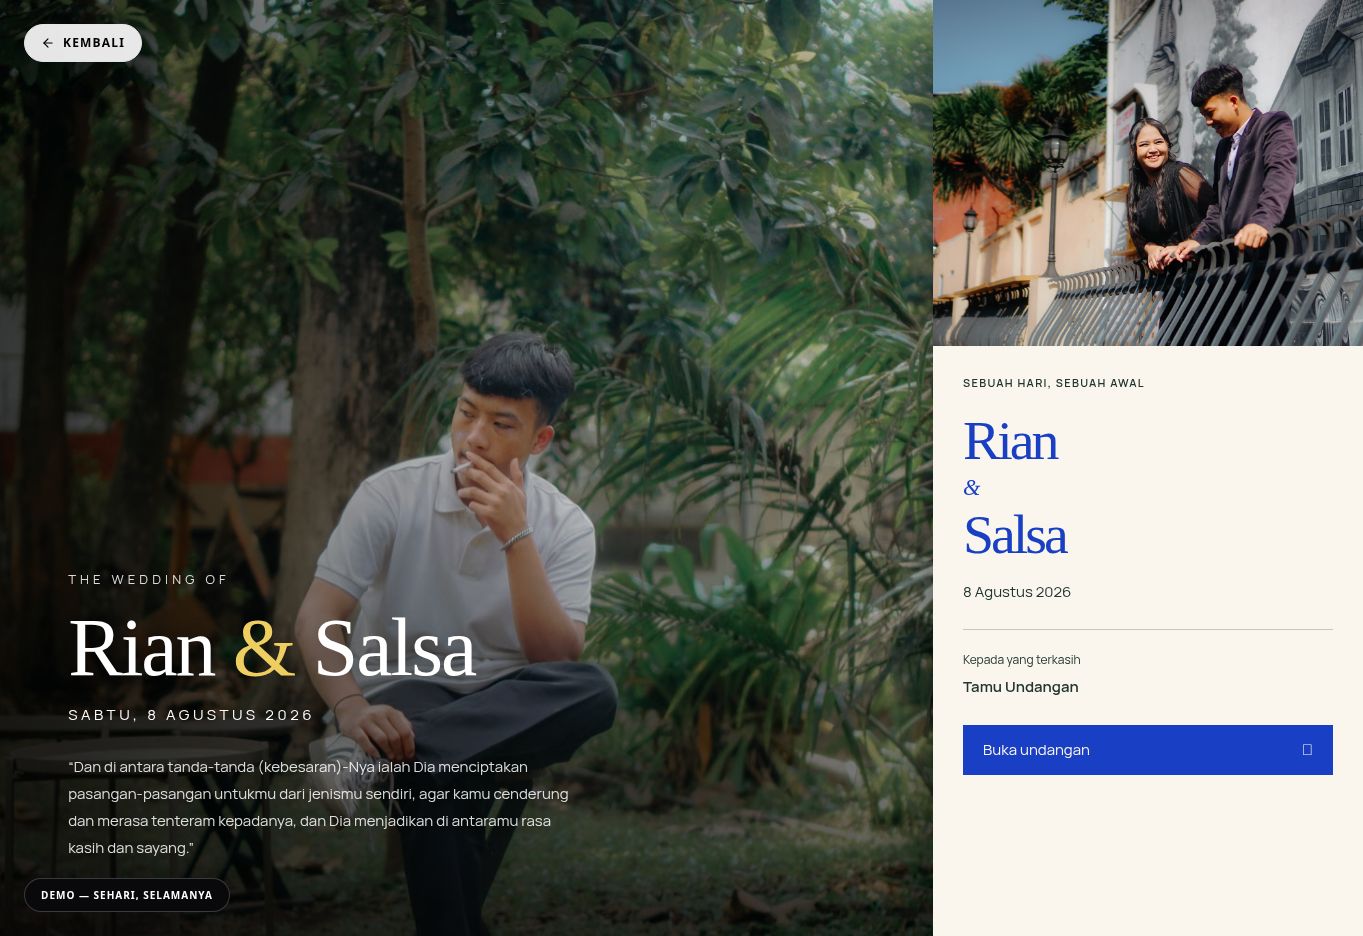 KEMBALI
THE WEDDING OF
Rian & Salsa
SABTU, 8 AGUSTUS 2026
“Dan di antara tanda-tanda (kebesaran)-Nya ialah Dia menciptakan
pasangan-pasangan untukmu dari jenismu sendiri, agar kamu cenderung
dan merasa tenteram kepadanya, dan Dia menjadikan di antaramu rasa
kasih dan sayang.”
DEMO — SEHARI, SELAMANYA
SEBUAH HARI, SEBUAH AWAL
Rian
&
Salsa
8 Agustus 2026
Kepada yang terkasih
Tamu Undangan
Buka undangan